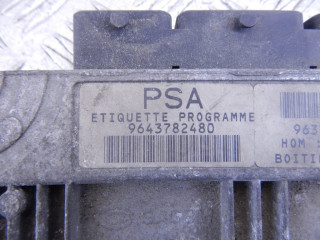 PSA
ETIQUETTE PROGRAMME
9643782480
963
HOM
BOITI